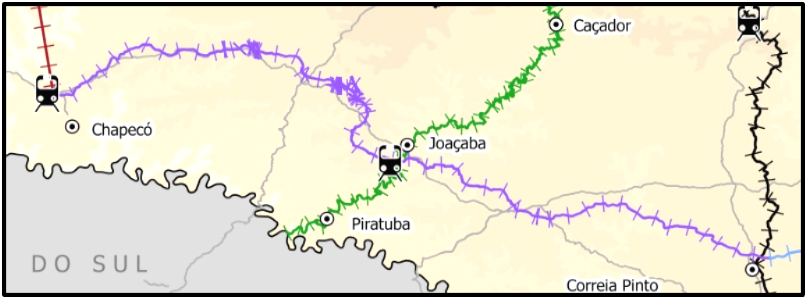 Caçador
Chapecó
Joaçaba
Piratuba
DO SUL
Correia Pinto